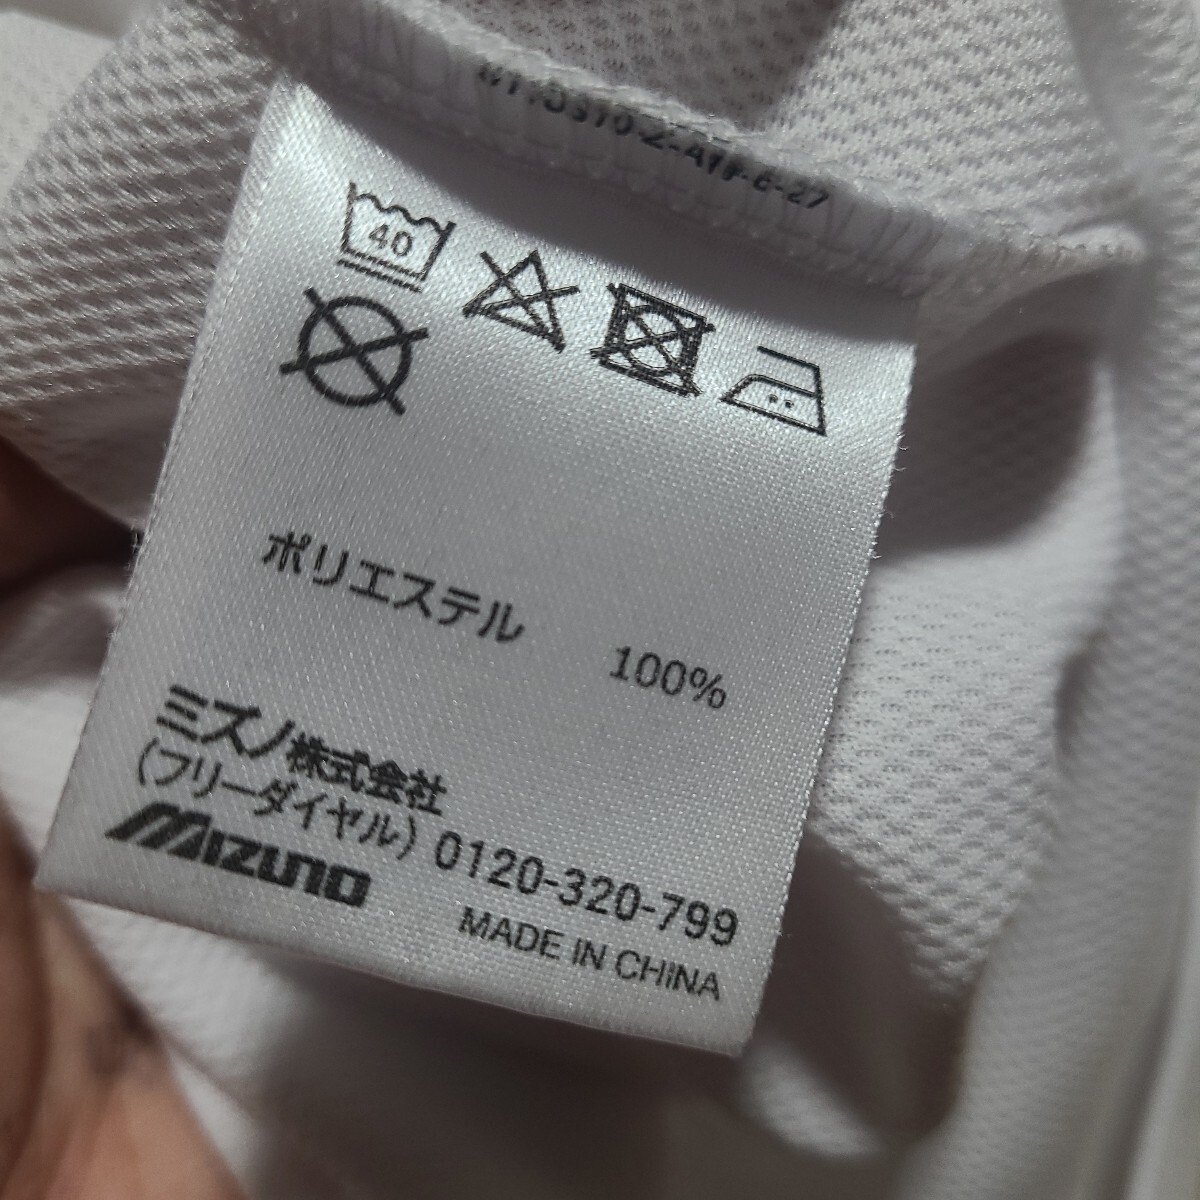 40
ポリエステル 100%
ミズノ株式会社
(フリーダイヤル) 0120-320-799
MIZUNO
MADE IN CHINA